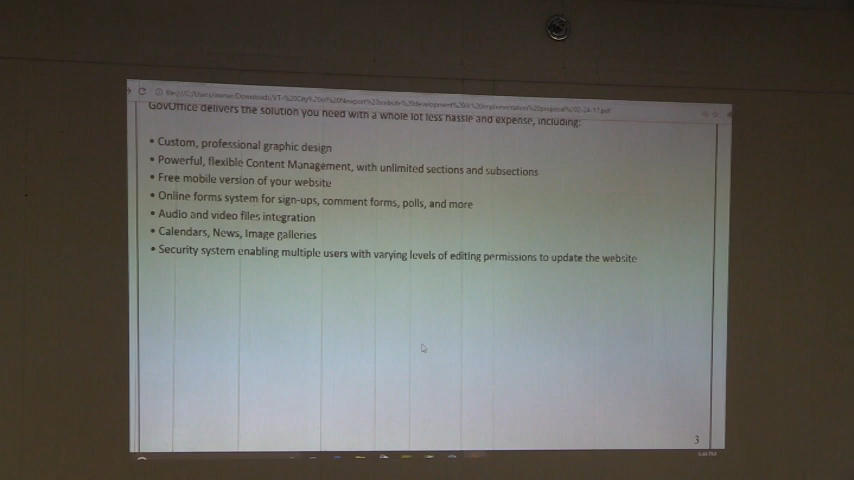 GovOffice delivers the solution you need with a whole lot less hassle and expense, including:
• Custom, professional graphic design
• Powerful, flexible Content Management, with unlimited sections and subsections
• Free mobile version of your website
• Online forms system for sign-ups, comment forms, polls, and more
• Audio and video files integration
• Calendars, News, Image galleries
• Security system enabling multiple users with varying levels of editing permissions to update the website
3